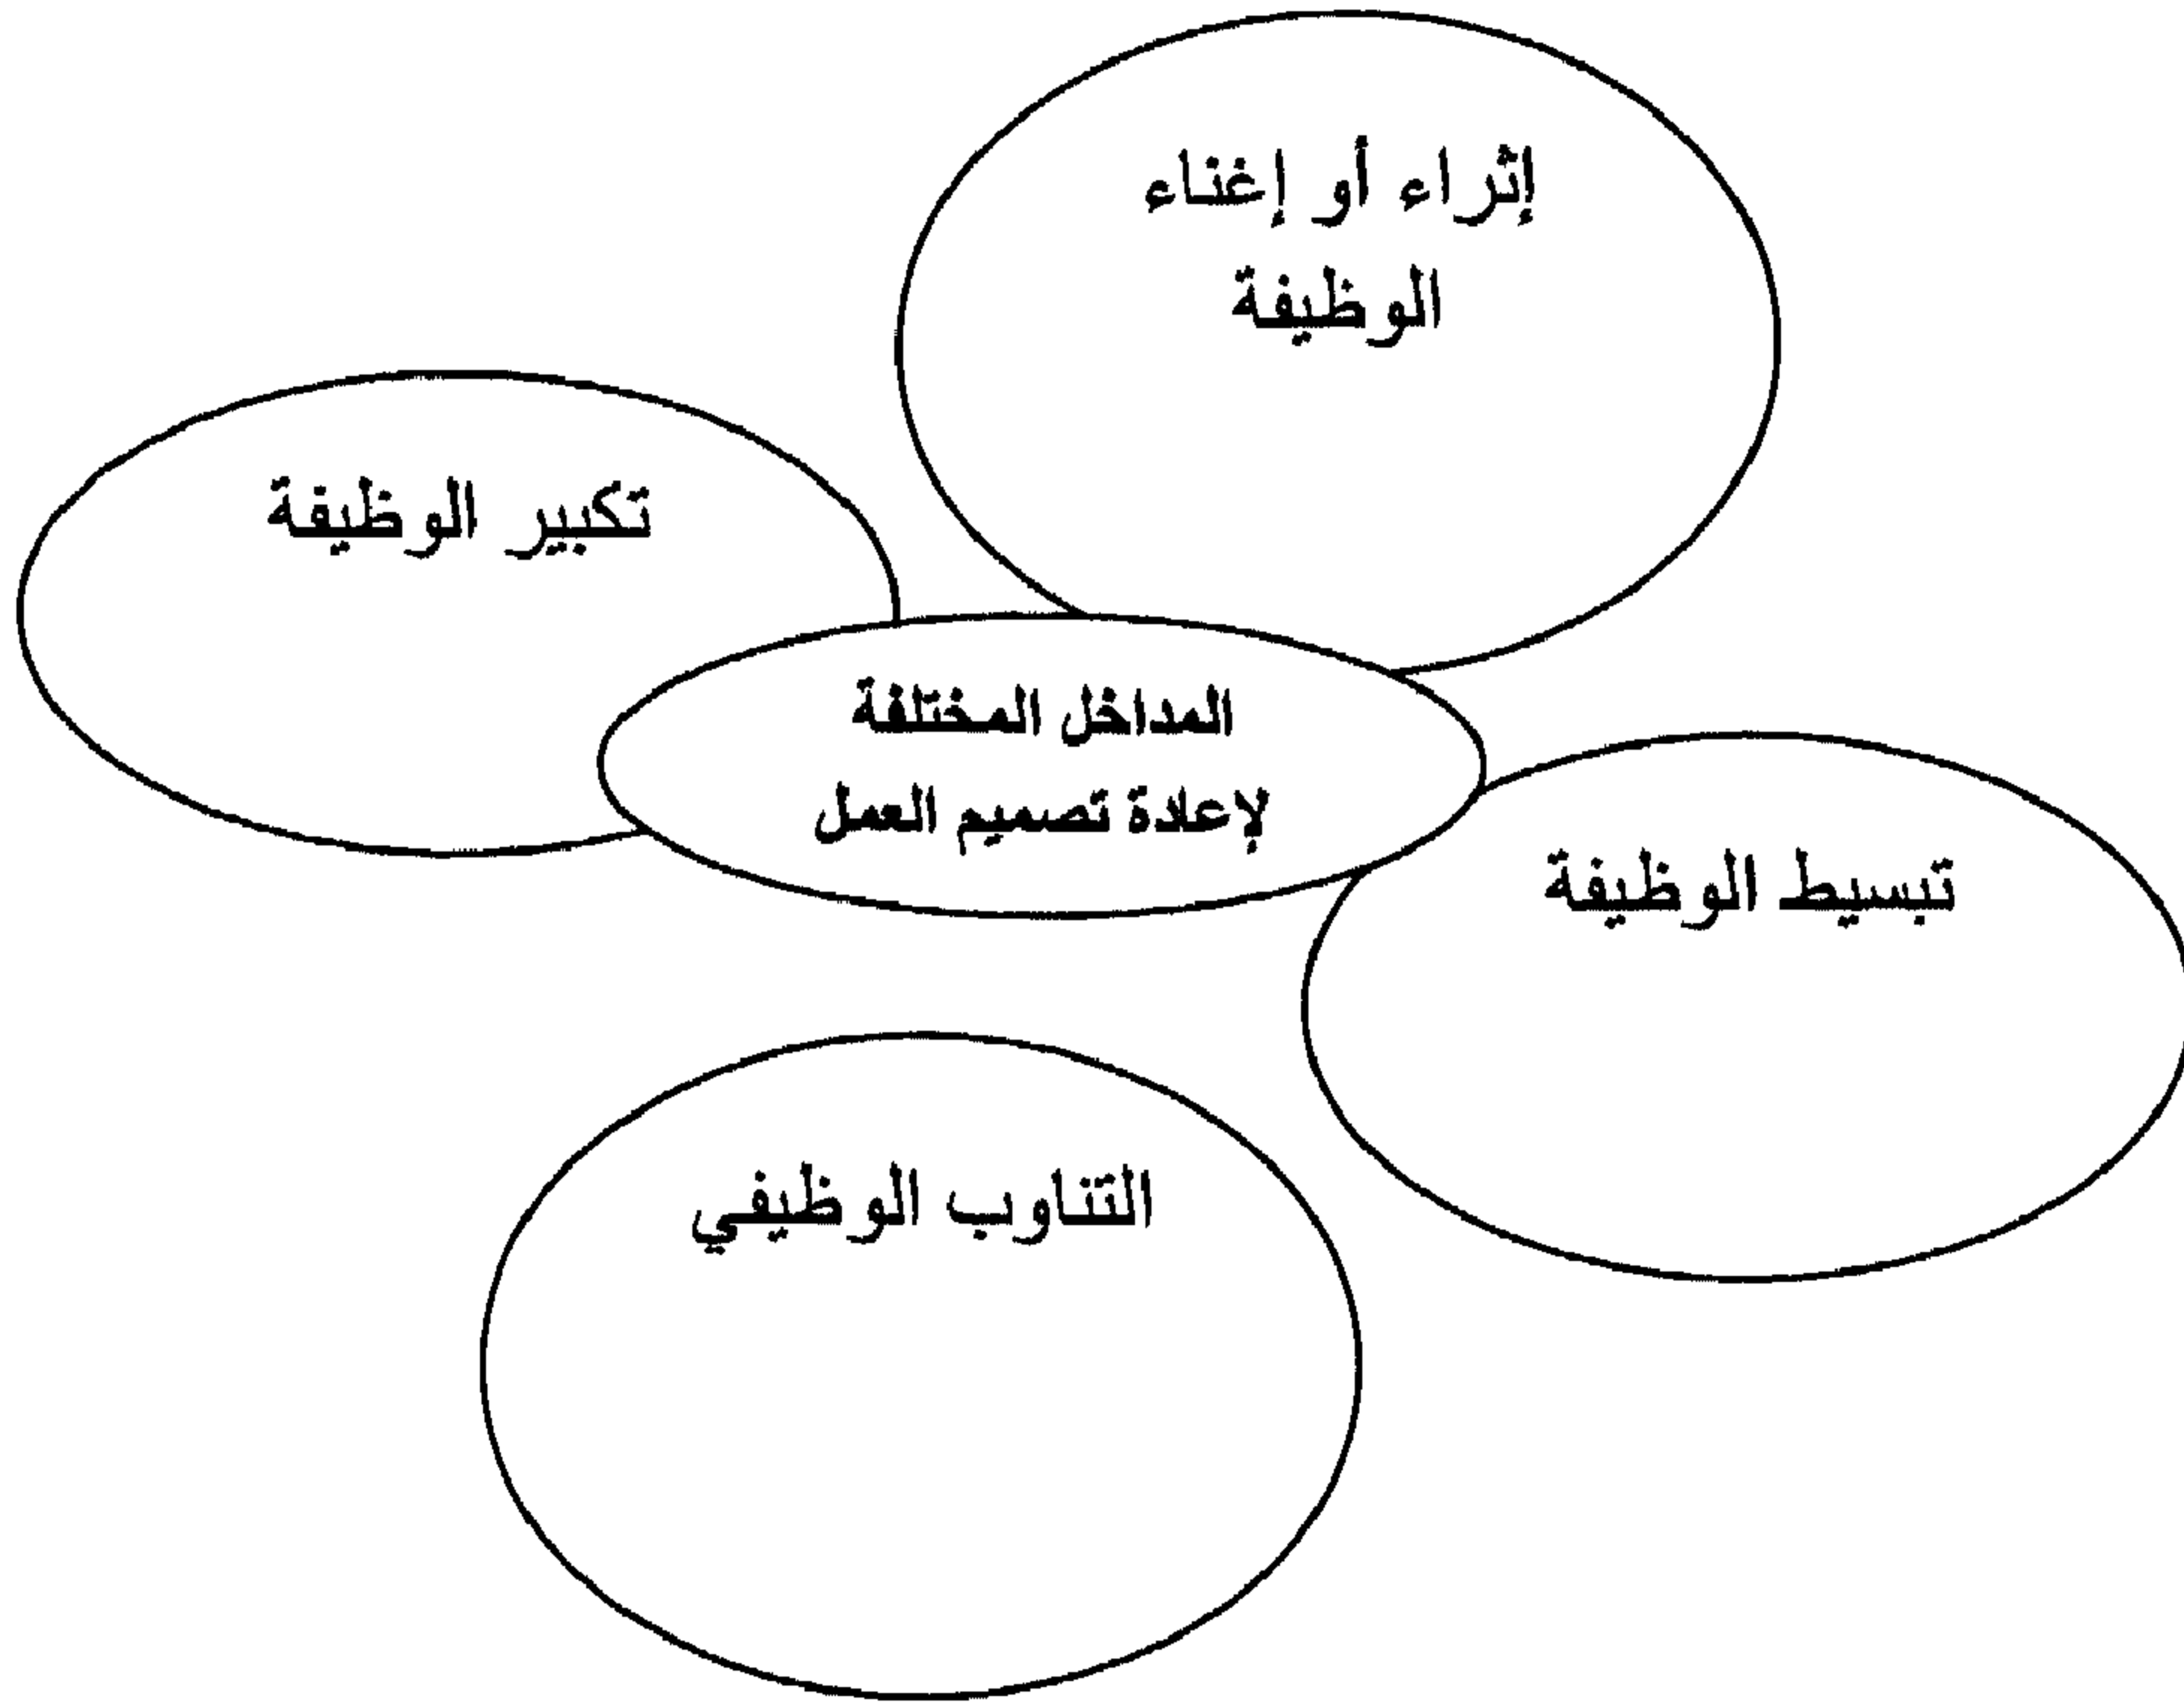 إثراء أو إغناء
الوظيفة
تكبير الوظيفة
المداخل المختلفة
لإعادة تصميم العمل
تبسيط الوظيفة
التناوب الوظيفي